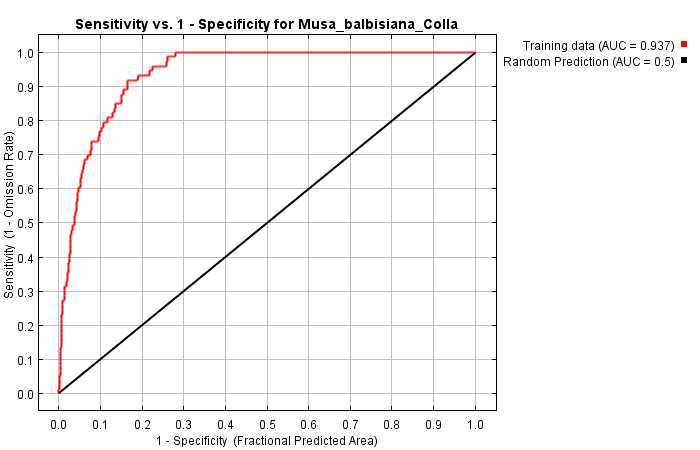 Sensitivity vs. 1 - Specificity for Musa_balbisiana_Colla
Training data (AUC = 0.937)
Random Prediction (AUC = 0.5)
Sensitivity (1 - Omission Rate)
1.0
0.9
0.8
0.7
0.6
0.5
0.4
0.3
0.2
0.1
0.0
0.0 0.1 0.2 0.3 0.4 0.5 0.6 0.7 0.8 0.9 1.0
1 - Specificity (Fractional Predicted Area)